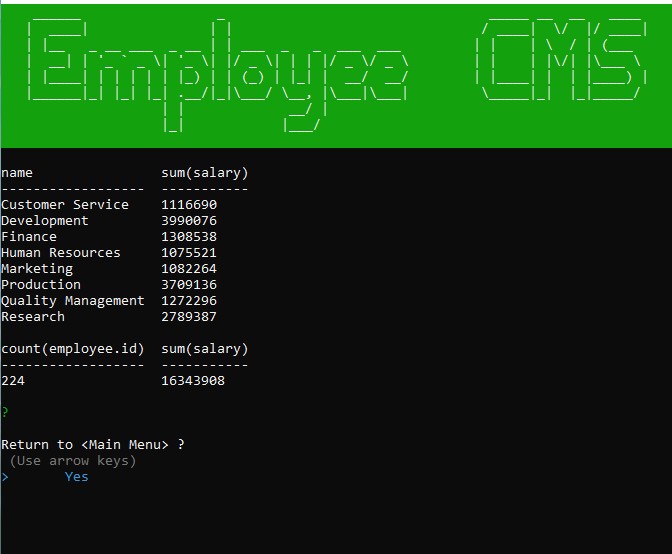 Employee CMS
name sum(salary)
------------------ -----------
Customer Service 1116690
Development 3990076
Finance 1308538
Human Resources 1075521
Marketing 1082264
Production 3709136
Quality Management 1272296
Research 2789387
count(employee.id) sum(salary)
------------------ -----------
224 16343908
?
Return to <Main Menu> ?
(Use arrow keys)
> Yes